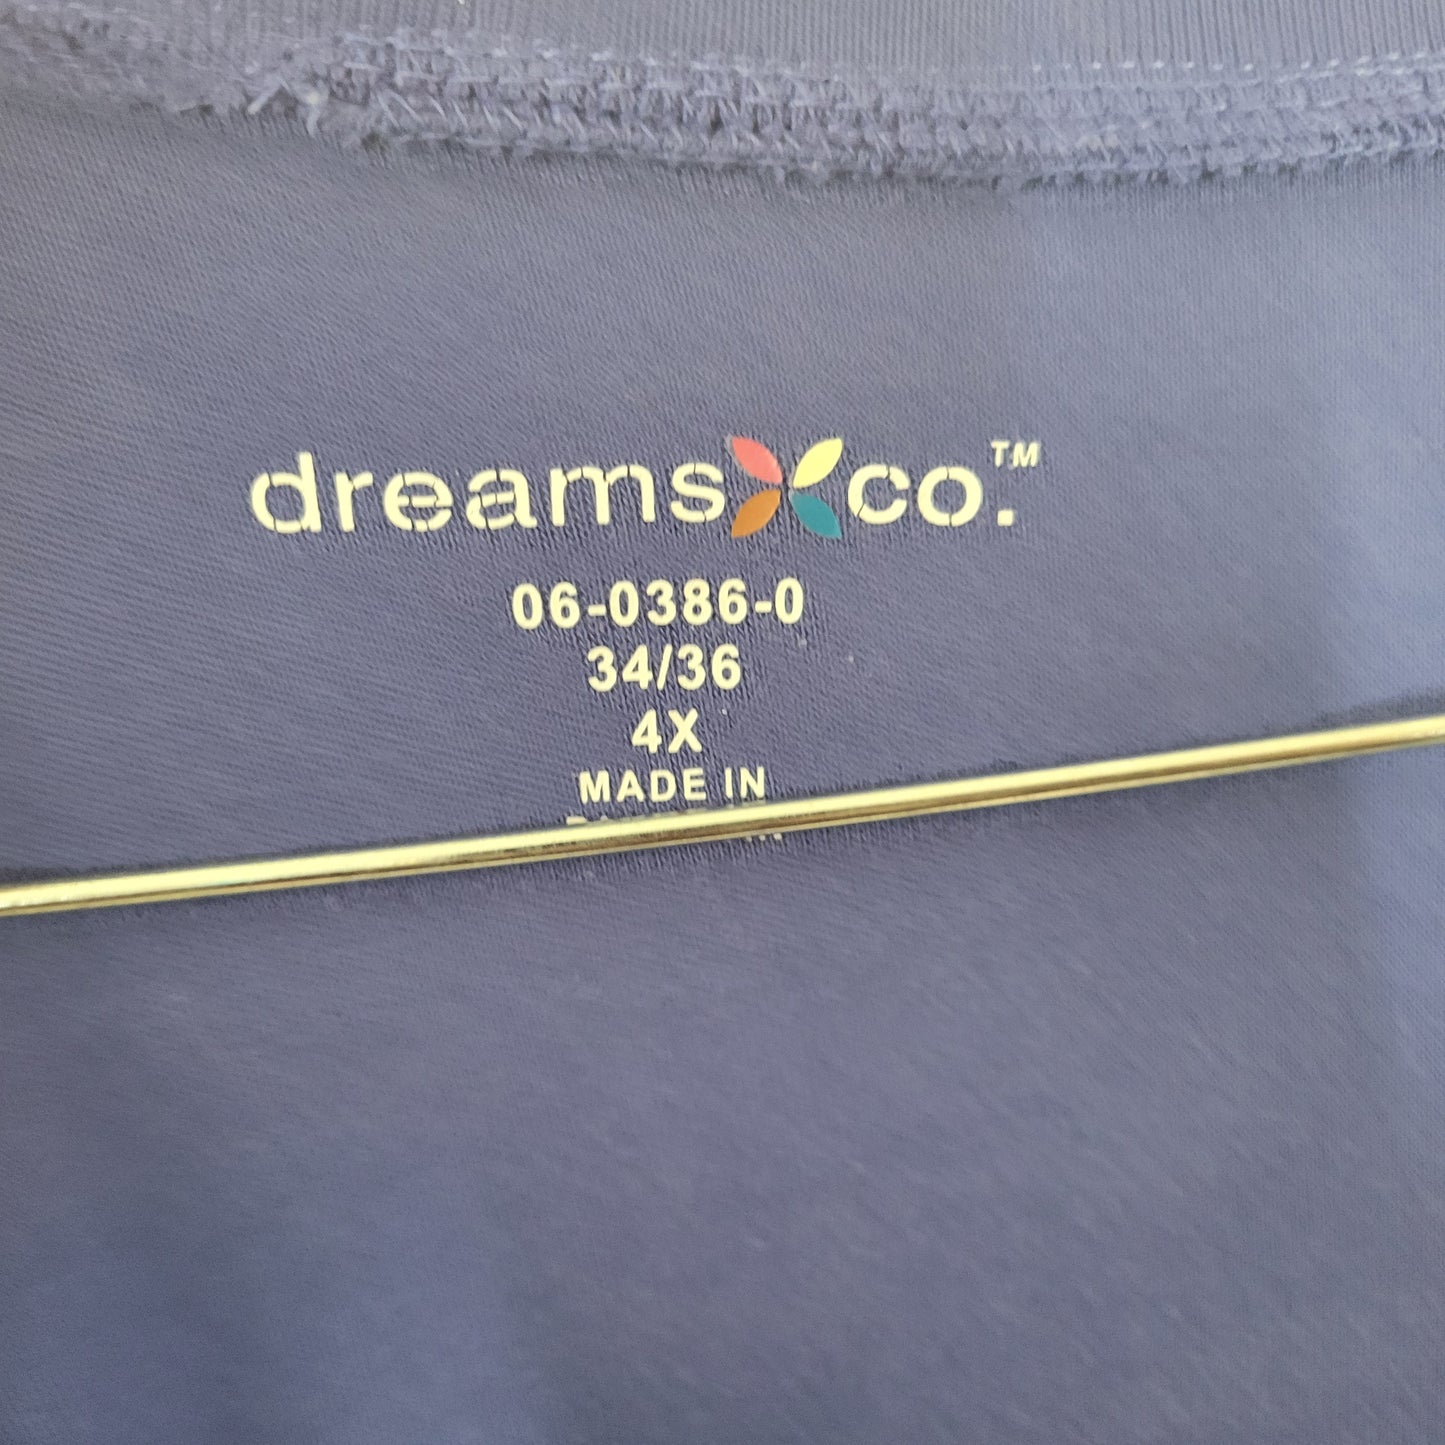 dreams co.™
06-0386-0
34/36
4X
MADE IN